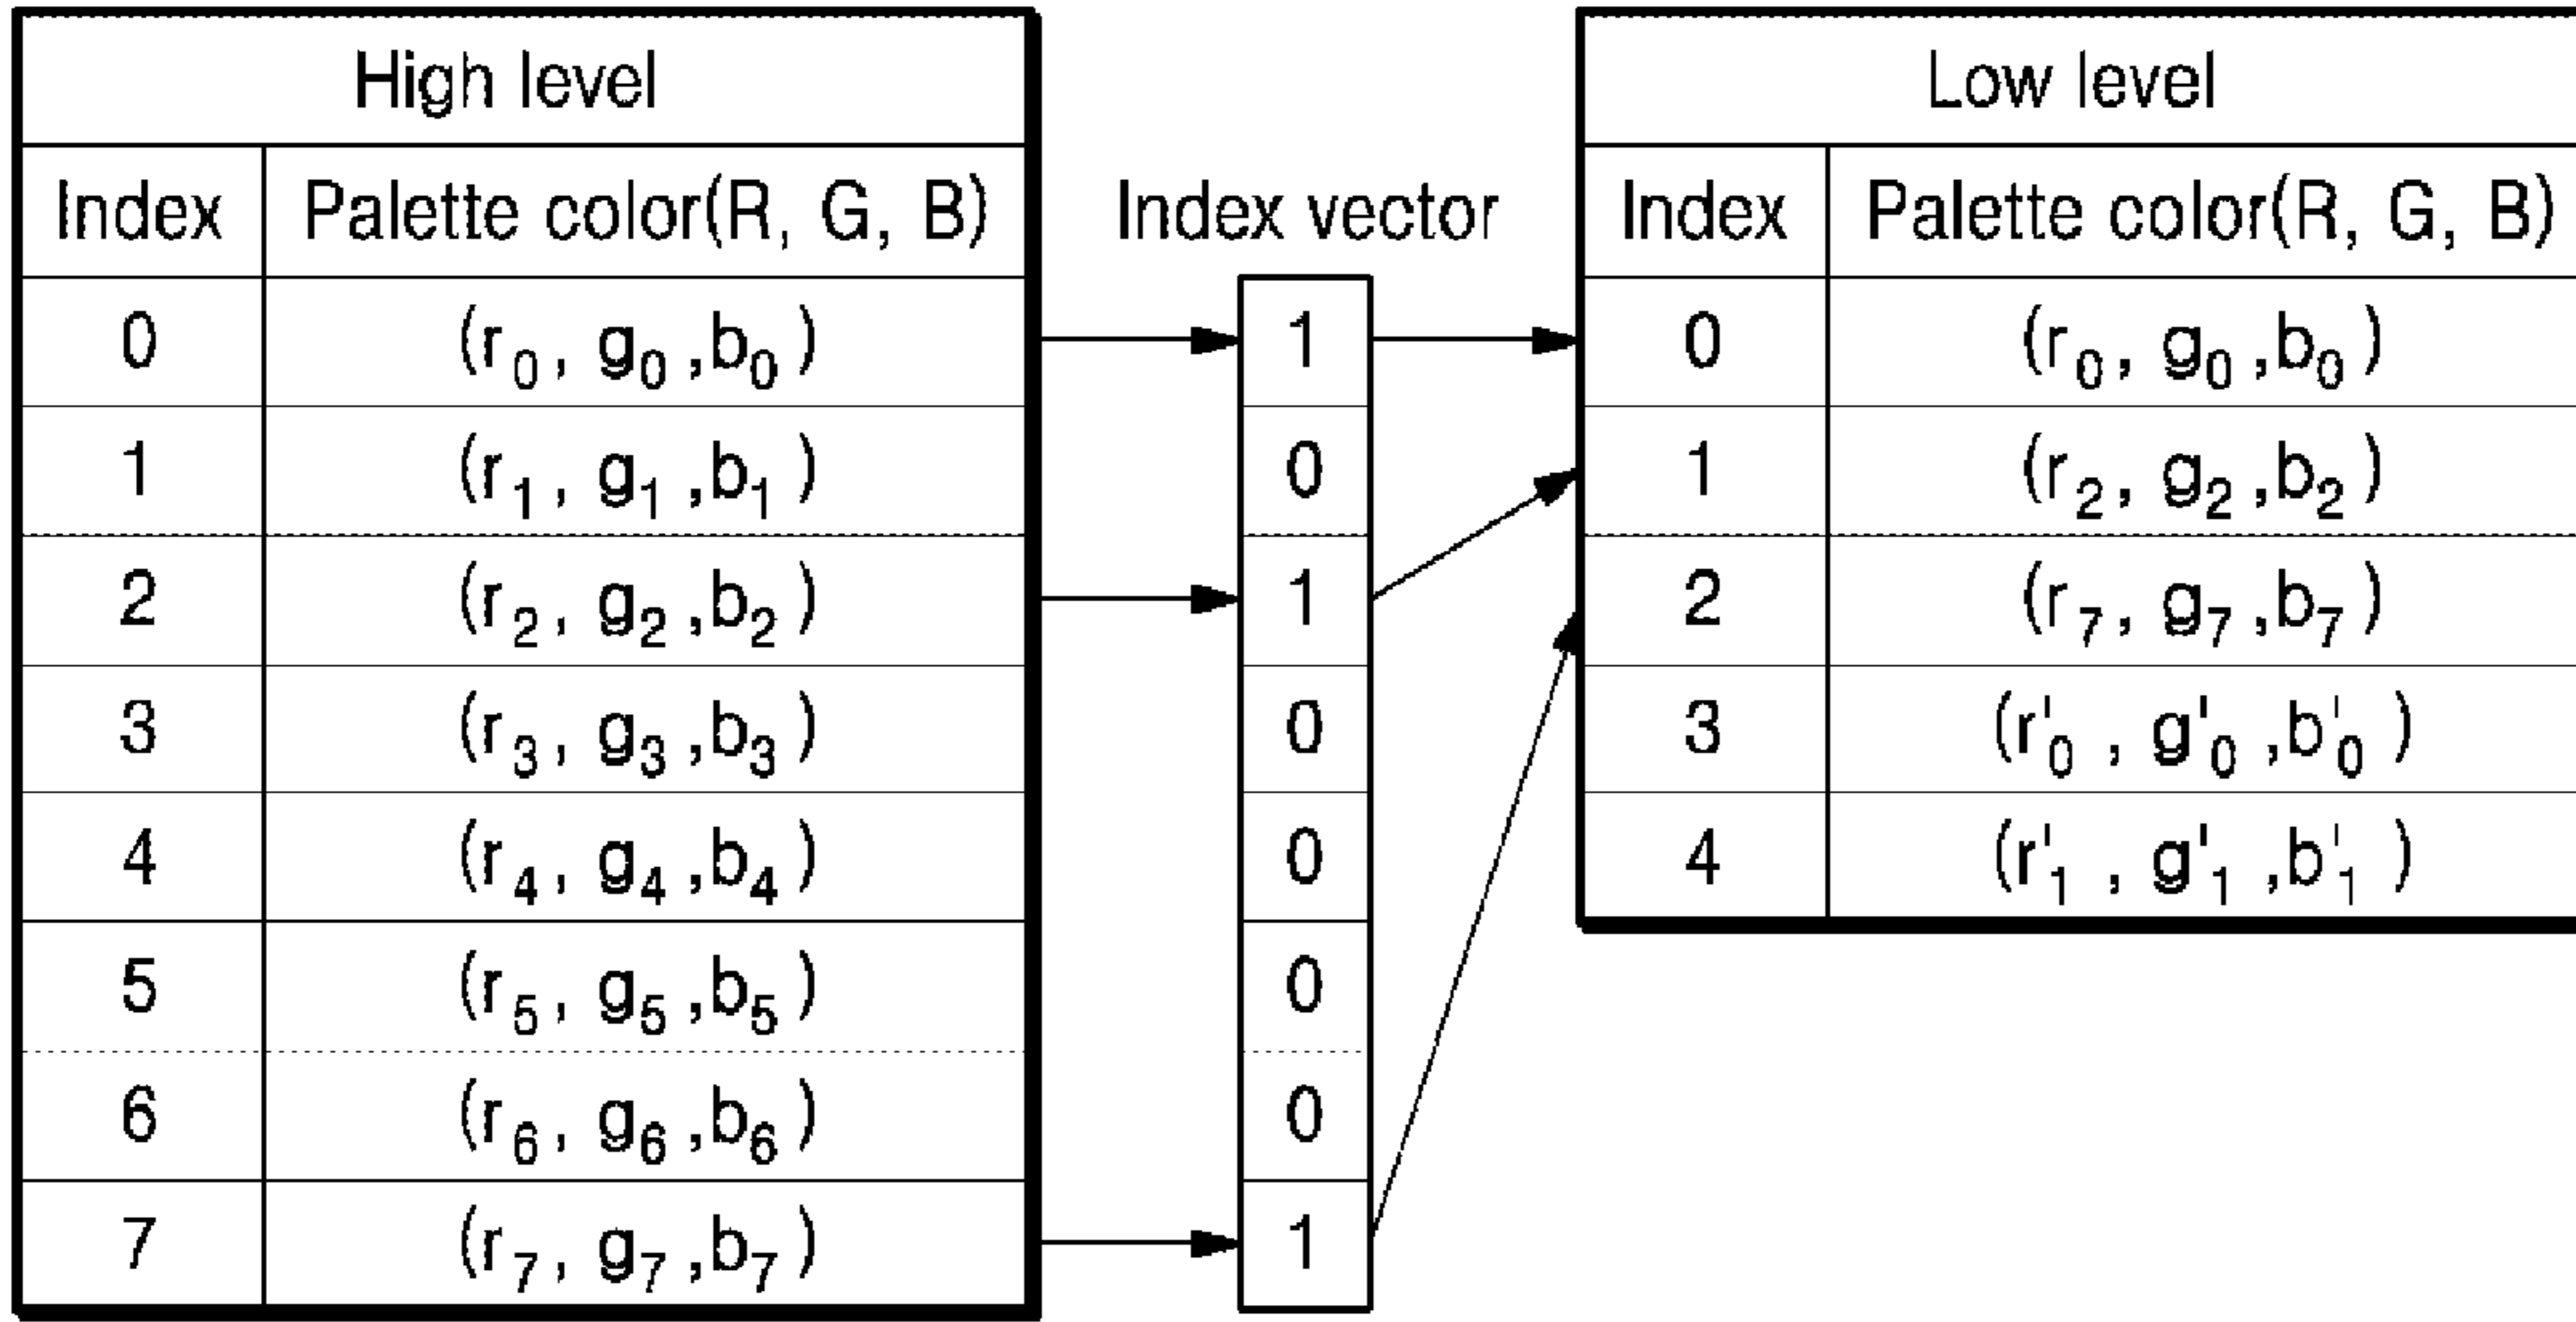 High level
Index Palette color(R, G, B)
0 (r₀, g₀,b₀)
1 (r₁, g₁,b₁)
2 (r₂, g₂,b₂)
3 (r₃, g₃,b₃)
4 (r₄, g₄,b₄)
5 (r₅, g₅,b₅)
6 (r₆, g₆,b₆)
7 (r₇, g₇,b₇)
Index vector
1
0
1
0
0
0
0
1
Low level
Index Palette color(R, G, B)
0 (r₀, g₀,b₀)
1 (r₂, g₂,b₂)
2 (r₇, g₇,b₇)
3 (r'₀, g'₀,b'₀)
4 (r'₁, g'₁,b'₁)